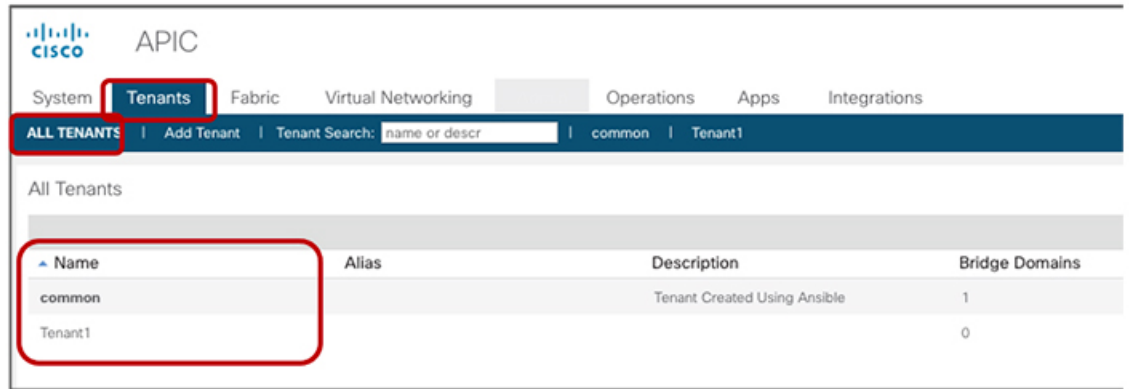 CISCO APIC
System Tenants Fabric Virtual Networking Operations Apps Integrations
ALL TENANTS | Add Tenant | Tenant Search: name or descr | common | Tenant1
All Tenants
Name Alias Description Bridge Domains
common Tenant Created Using Ansible 1
Tenant1 0